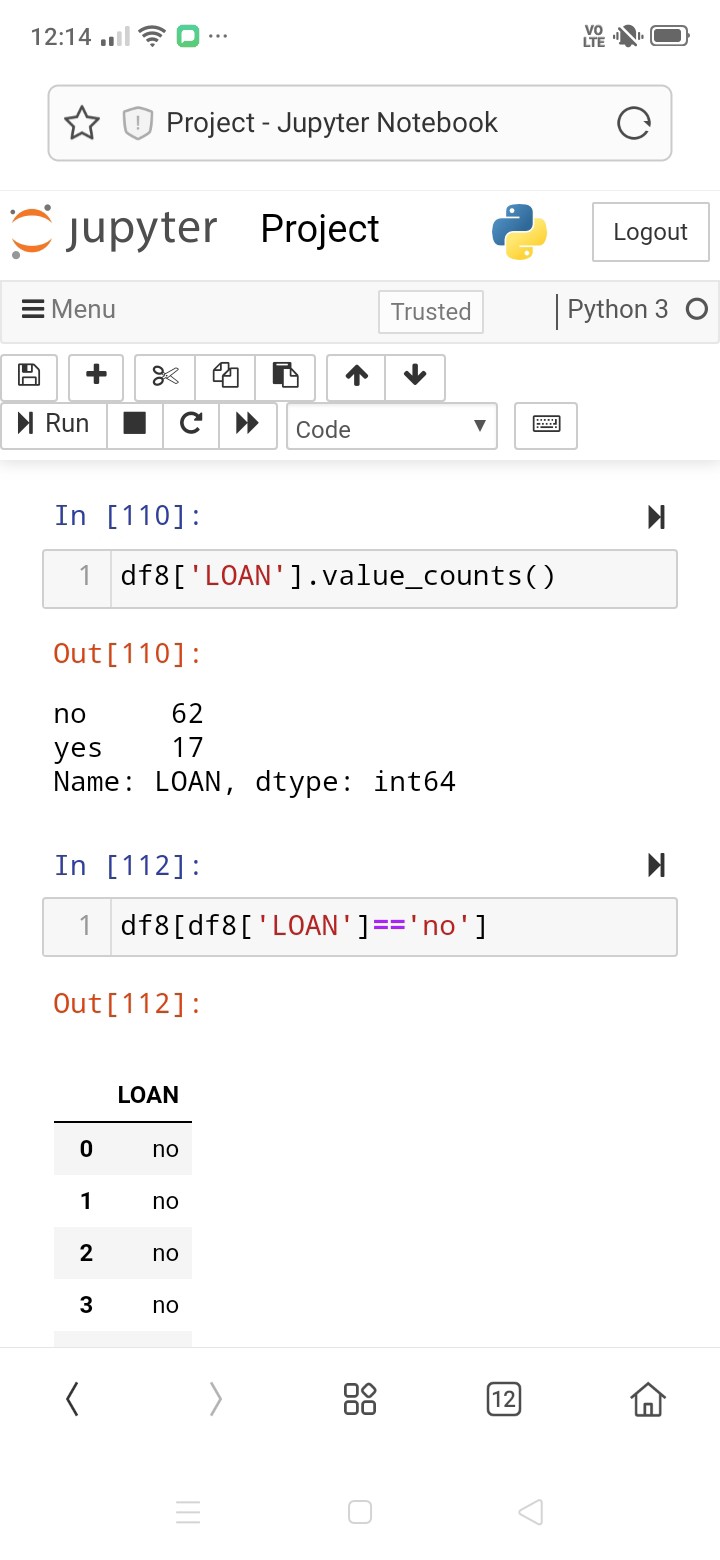 12:14 ... VO LTE
Project - Jupyter Notebook
jupyter Project Logout
Menu Trusted Python 3
Run Code
In [110]:
1 df8['LOAN'].value_counts()
Out[110]:
no 62
yes 17
Name: LOAN, dtype: int64
In [112]:
1 df8[df8['LOAN']=='no']
Out[112]:
LOAN
0 no
1 no
2 no
3 no
12